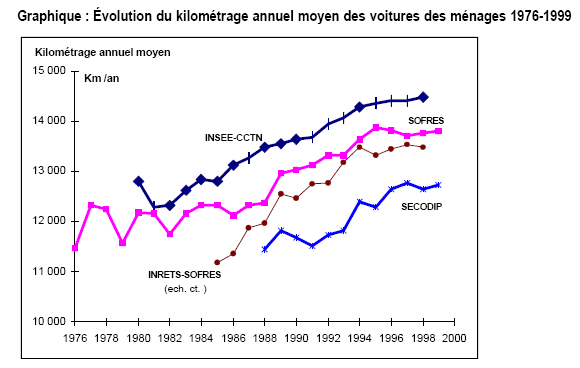 Graphique : Évolution du kilométrage annuel moyen des voitures des ménages 1976-1999
Kilométrage annuel moyen
15 000
Km /an
14 000
SOFRES
INSEE-CCTN
13 000
SECODIP
12 000
INRETS-SOFRES
(ech. ct. )
11 000
10 000
1976 1978 1980 1982 1984 1986 1988 1990 1992 1994 1996 1998 2000